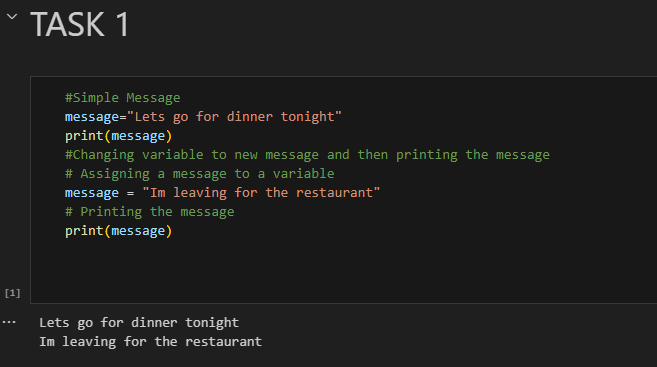 TASK 1
#Simple Message
message="Lets go for dinner tonight"
print(message)
#Changing variable to new message and then printing the message
# Assigning a message to a variable
message = "Im leaving for the restaurant"
# Printing the message
print(message)
[1]
...
Lets go for dinner tonight
Im leaving for the restaurant